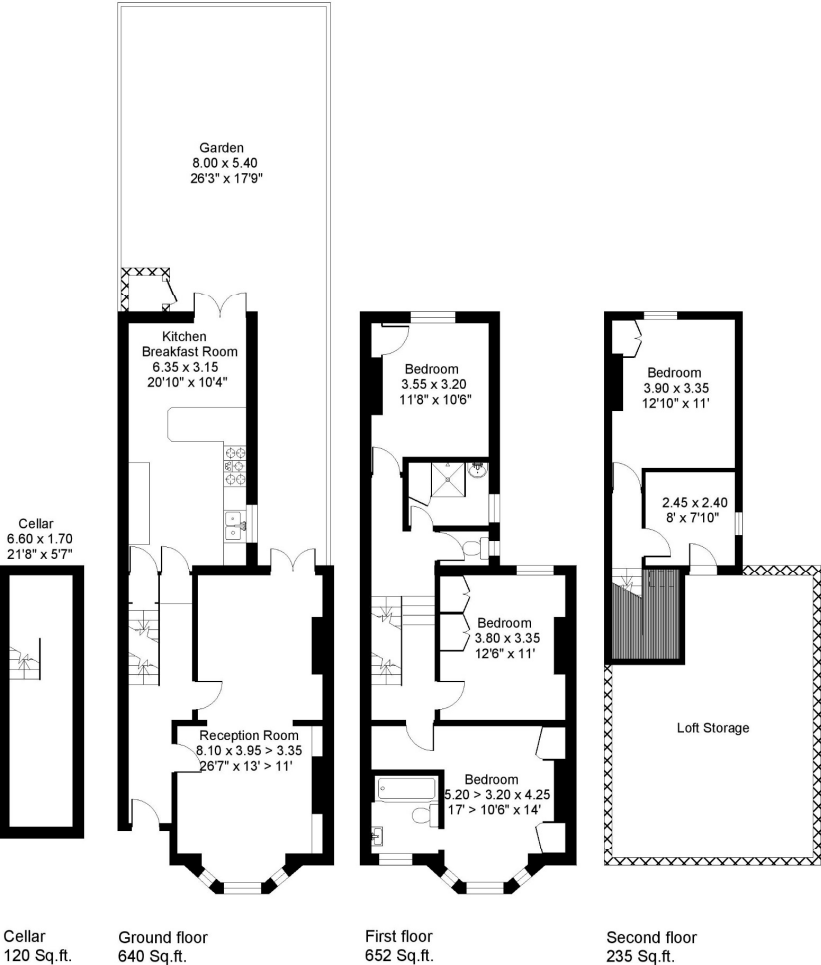 Garden
8.00 x 5.40
26'3" x 17'9"
Kitchen
Breakfast Room
6.35 x 3.15
20'10" x 10'4"
Bedroom
3.55 x 3.20
11'8" x 10'6"
Bedroom
3.90 x 3.35
12'10" x 11'
2.45 x 2.40
8' x 7'10"
Cellar
6.60 x 1.70
21'8" x 5'7"
Bedroom
3.80 x 3.35
12'6" x 11'
Reception Room
8.10 x 3.95 > 3.35
26'7" x 13' > 11'
Bedroom
5.20 > 3.20 x 4.25
17' > 10'6" x 14'
Loft Storage
Cellar
120 Sq.ft.
Ground floor
640 Sq.ft.
First floor
652 Sq.ft.
Second floor
235 Sq.ft.